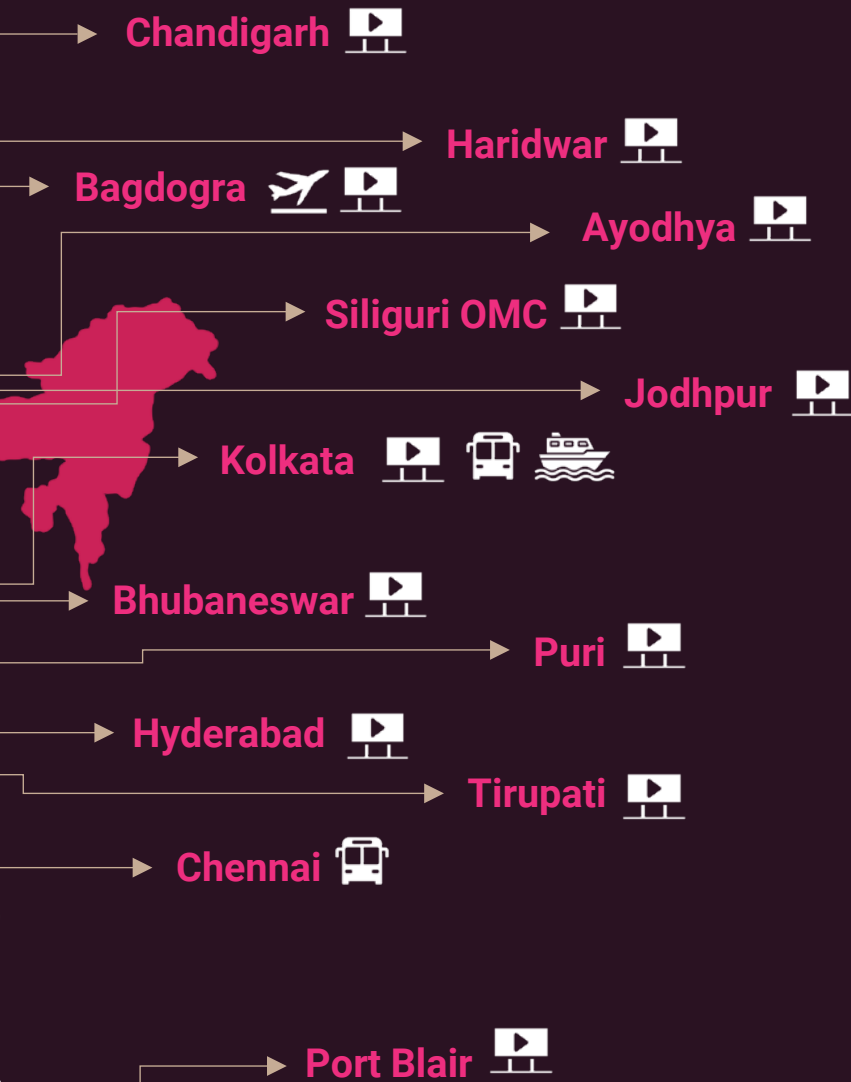 Chandigarh
Haridwar
Bagdogra
Ayodhya
Siliguri OMC
Jodhpur
Kolkata
Bhubaneswar
Puri
Hyderabad
Tirupati
Chennai
Port Blair